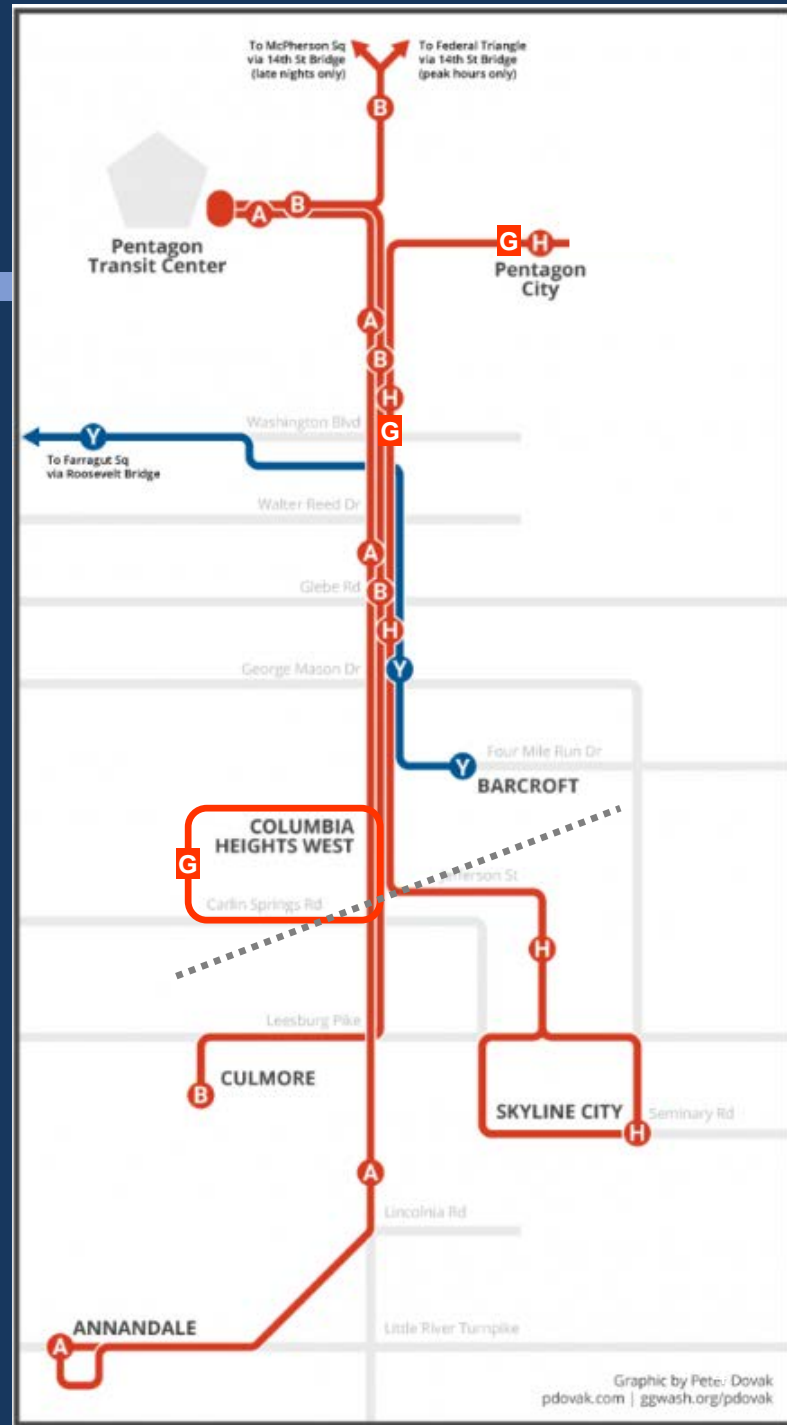 To McPherson Sq
via 14th St Bridge
(late nights only)
To Federal Triangle
via 14th St Bridge
(peak hours only)
B
B
A
Pentagon
Transit Center
G H
Pentagon
City
A
B
H
Washington Blvd
G
Y
To Farragut Sq
via Roosevelt Bridge
Walter Reed Dr
A
Glebe Rd
B
H
George Mason Dr
Y
Four Mile Run Dr
Y
BARCROFT
COLUMBIA
HEIGHTS WEST
G
Jefferson St
Carlin Springs Rd
H
Leesburg Pike
CULMORE
B
SKYLINE CITY
Seminary Rd
H
A
Lincolnia Rd
ANNANDALE
A
Little River Turnpike
Graphic by Peter Dovak
pdovak.com | ggwash.org/pdovak